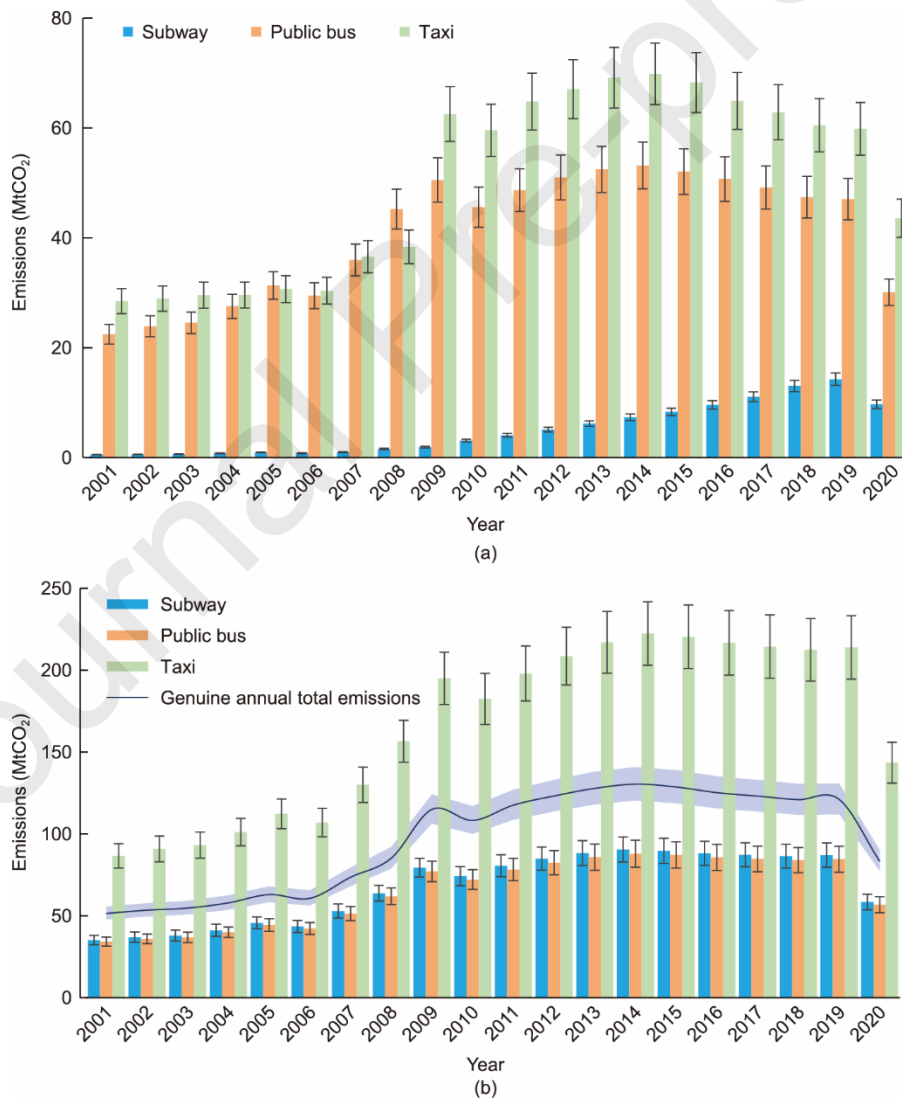 80
60
40
20
0
Emissions (MtCO₂)
Subway Public bus Taxi
2001 2002 2003 2004 2005 2006 2007 2008 2009 2010 2011 2012 2013 2014 2015 2016 2017 2018 2019 2020
Year
(a)
250
200
150
100
50
0
Emissions (MtCO₂)
Subway
Public bus
Taxi
Genuine annual total emissions
2001 2002 2003 2004 2005 2006 2007 2008 2009 2010 2011 2012 2013 2014 2015 2016 2017 2018 2019 2020
Year
(b)
ournal Pre-pro